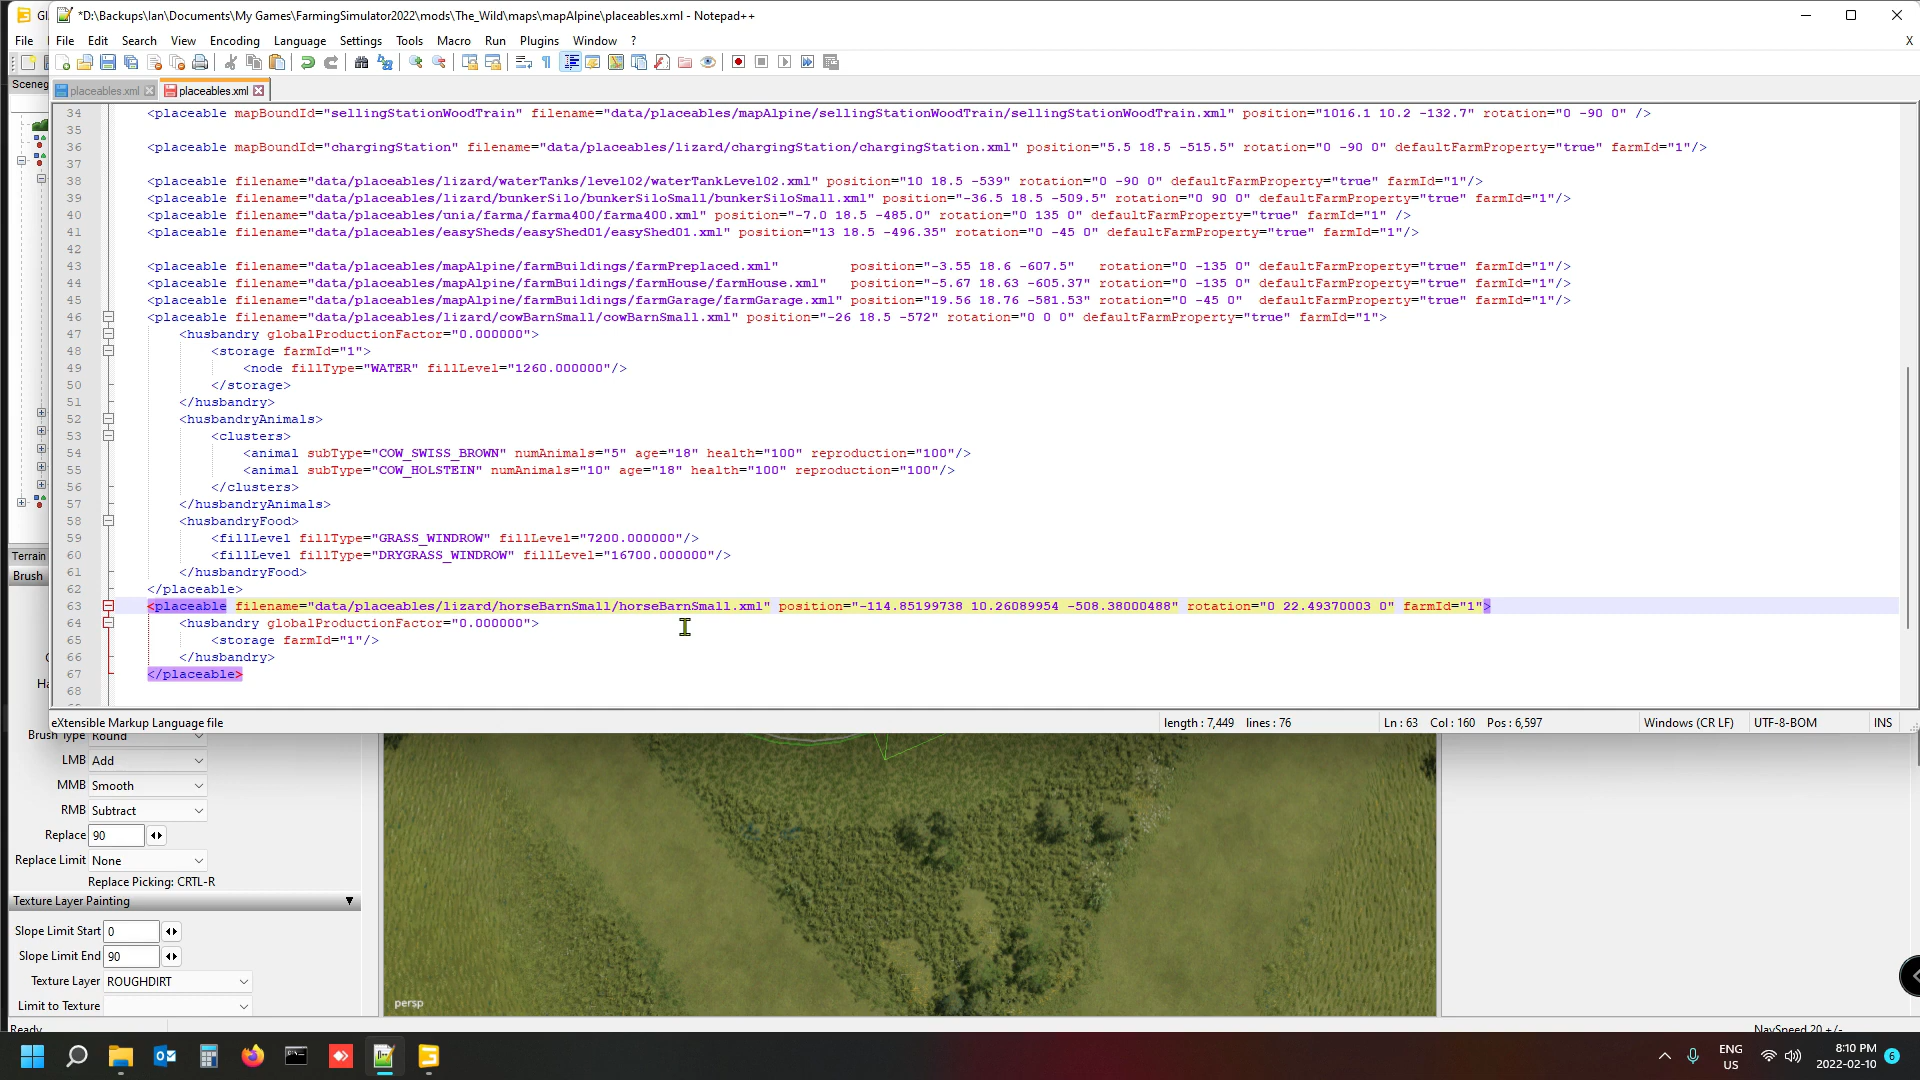 *D:\Backups\Ian\Documents\My Games\FarmingSimulator2022\mods\The_Wild\maps\mapAlpine\placeables.xml - Notepad++
File
File Edit Search View Encoding Language Settings Tools Macro Run Plugins Window ? X
Sceneg
placeables.xml placeables.xml
34 <placeable mapBoundId="sellingStationWoodTrain" filename="data/placeables/mapAlpine/sellingStationWoodTrain/sellingStationWoodTrain.xml" position="1016.1 10.2 -132.7" rotation="0 -90 0" />
35
36 <placeable mapBoundId="chargingStation" filename="data/placeables/lizard/chargingStation/chargingStation.xml" position="5.5 18.5 -515.5" rotation="0 -90 0" defaultFarmProperty="true" farmId="1"/>
37
38 <placeable filename="data/placeables/lizard/waterTanks/level02/waterTankLevel02.xml" position="10 18.5 -539" rotation="0 -90 0" defaultFarmProperty="true" farmId="1"/>
39 <placeable filename="data/placeables/lizard/bunkerSilo/bunkerSiloSmall/bunkerSiloSmall.xml" position="-36.5 18.5 -509.5" rotation="0 90 0" defaultFarmProperty="true" farmId="1"/>
40 <placeable filename="data/placeables/unia/farma/farma400/farma400.xml" position="-7.0 18.5 -485.0" rotation="0 135 0" defaultFarmProperty="true" farmId="1" />
41 <placeable filename="data/placeables/easySheds/easyShed01/easyShed01.xml" position="13 18.5 -496.35" rotation="0 -45 0" defaultFarmProperty="true" farmId="1"/>
42
43 <placeable filename="data/placeables/mapAlpine/farmBuildings/farmPreplaced.xml" position="-3.55 18.6 -607.5" rotation="0 -135 0" defaultFarmProperty="true" farmId="1"/>
44 <placeable filename="data/placeables/mapAlpine/farmBuildings/farmHouse/farmHouse.xml" position="-5.67 18.63 -605.37" rotation="0 -135 0" defaultFarmProperty="true" farmId="1"/>
45 <placeable filename="data/placeables/mapAlpine/farmBuildings/farmGarage/farmGarage.xml" position="19.56 18.76 -581.53" rotation="0 -45 0" defaultFarmProperty="true" farmId="1"/>
46 <placeable filename="data/placeables/lizard/cowBarnSmall/cowBarnSmall.xml" position="-26 18.5 -572" rotation="0 0 0" defaultFarmProperty="true" farmId="1">
47 <husbandry globalProductionFactor="0.000000">
48 <storage farmId="1">
49 <node fillType="WATER" fillLevel="1260.000000"/>
50 </storage>
51 </husbandry>
52 <husbandryAnimals>
53 <clusters>
54 <animal subType="COW_SWISS_BROWN" numAnimals="5" age="18" health="100" reproduction="100"/>
55 <animal subType="COW_HOLSTEIN" numAnimals="10" age="18" health="100" reproduction="100"/>
56 </clusters>
57 </husbandryAnimals>
58 <husbandryFood>
59 <fillLevel fillType="GRASS_WINDROW" fillLevel="7200.000000"/>
60 <fillLevel fillType="DRYGRASS_WINDROW" fillLevel="16700.000000"/>
61 </husbandryFood>
62 </placeable>
63 <placeable filename="data/placeables/lizard/horseBarnSmall/horseBarnSmall.xml" position="-114.85199738 10.26089954 -508.38000488" rotation="0 22.49370003 0" farmId="1">
64 <husbandry globalProductionFactor="0.000000">
65 <storage farmId="1"/>
66 </husbandry>
67 </placeable>
68
Terrain
Brush
eXtensible Markup Language file length : 7,449 lines : 76 Ln : 63 Col : 160 Pos : 6,597 Windows (CR LF) UTF-8-BOM INS
Brush Type Round
LMB Add
MMB Smooth
RMB Subtract
Replace 90
Replace Limit None
Replace Picking: CRTL-R
Texture Layer Painting
Slope Limit Start 0
Slope Limit End 90
Texture Layer ROUGHDIRT
Limit to Texture
persp
Ready
NavSpeed 20 +/-
ENG
US
8:10 PM
2022-02-10
6